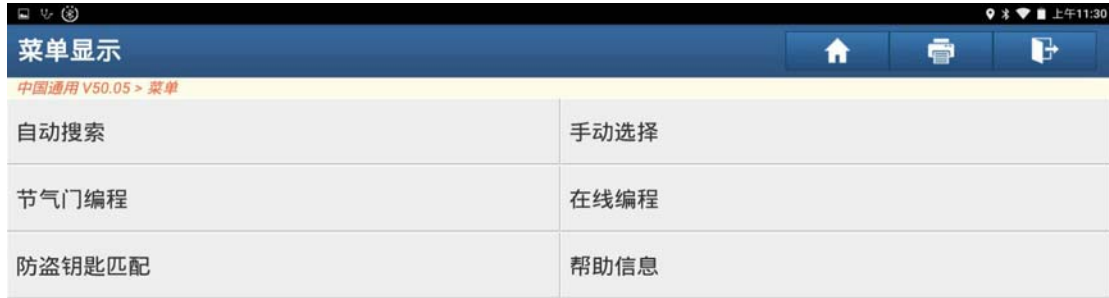 上午11:30
菜单显示
中国通用 V50.05 > 菜单
自动搜索 手动选择
节气门编程 在线编程
防盗钥匙匹配 帮助信息